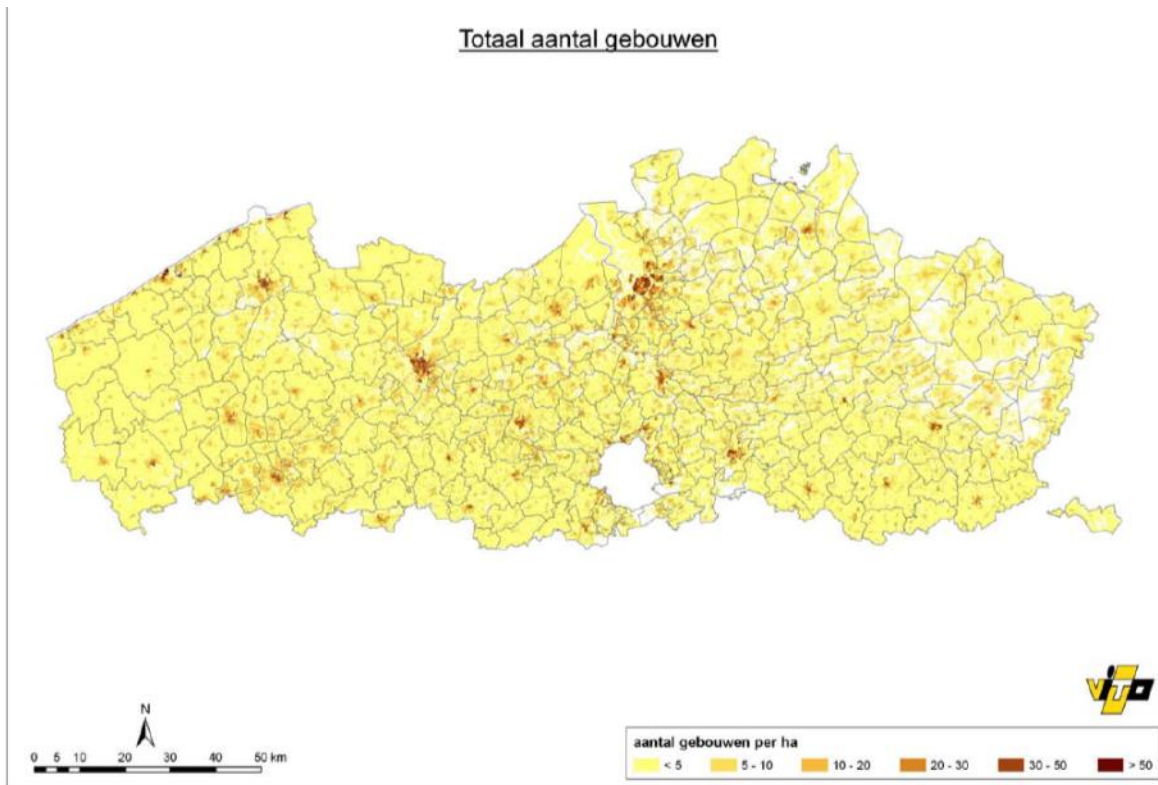 Totaal aantal gebouwen
vito
N
0 5 10 20 30 40 50 km
aantal gebouwen per ha
< 5 5 - 10 10 - 20 20 - 30 30 - 50 > 50